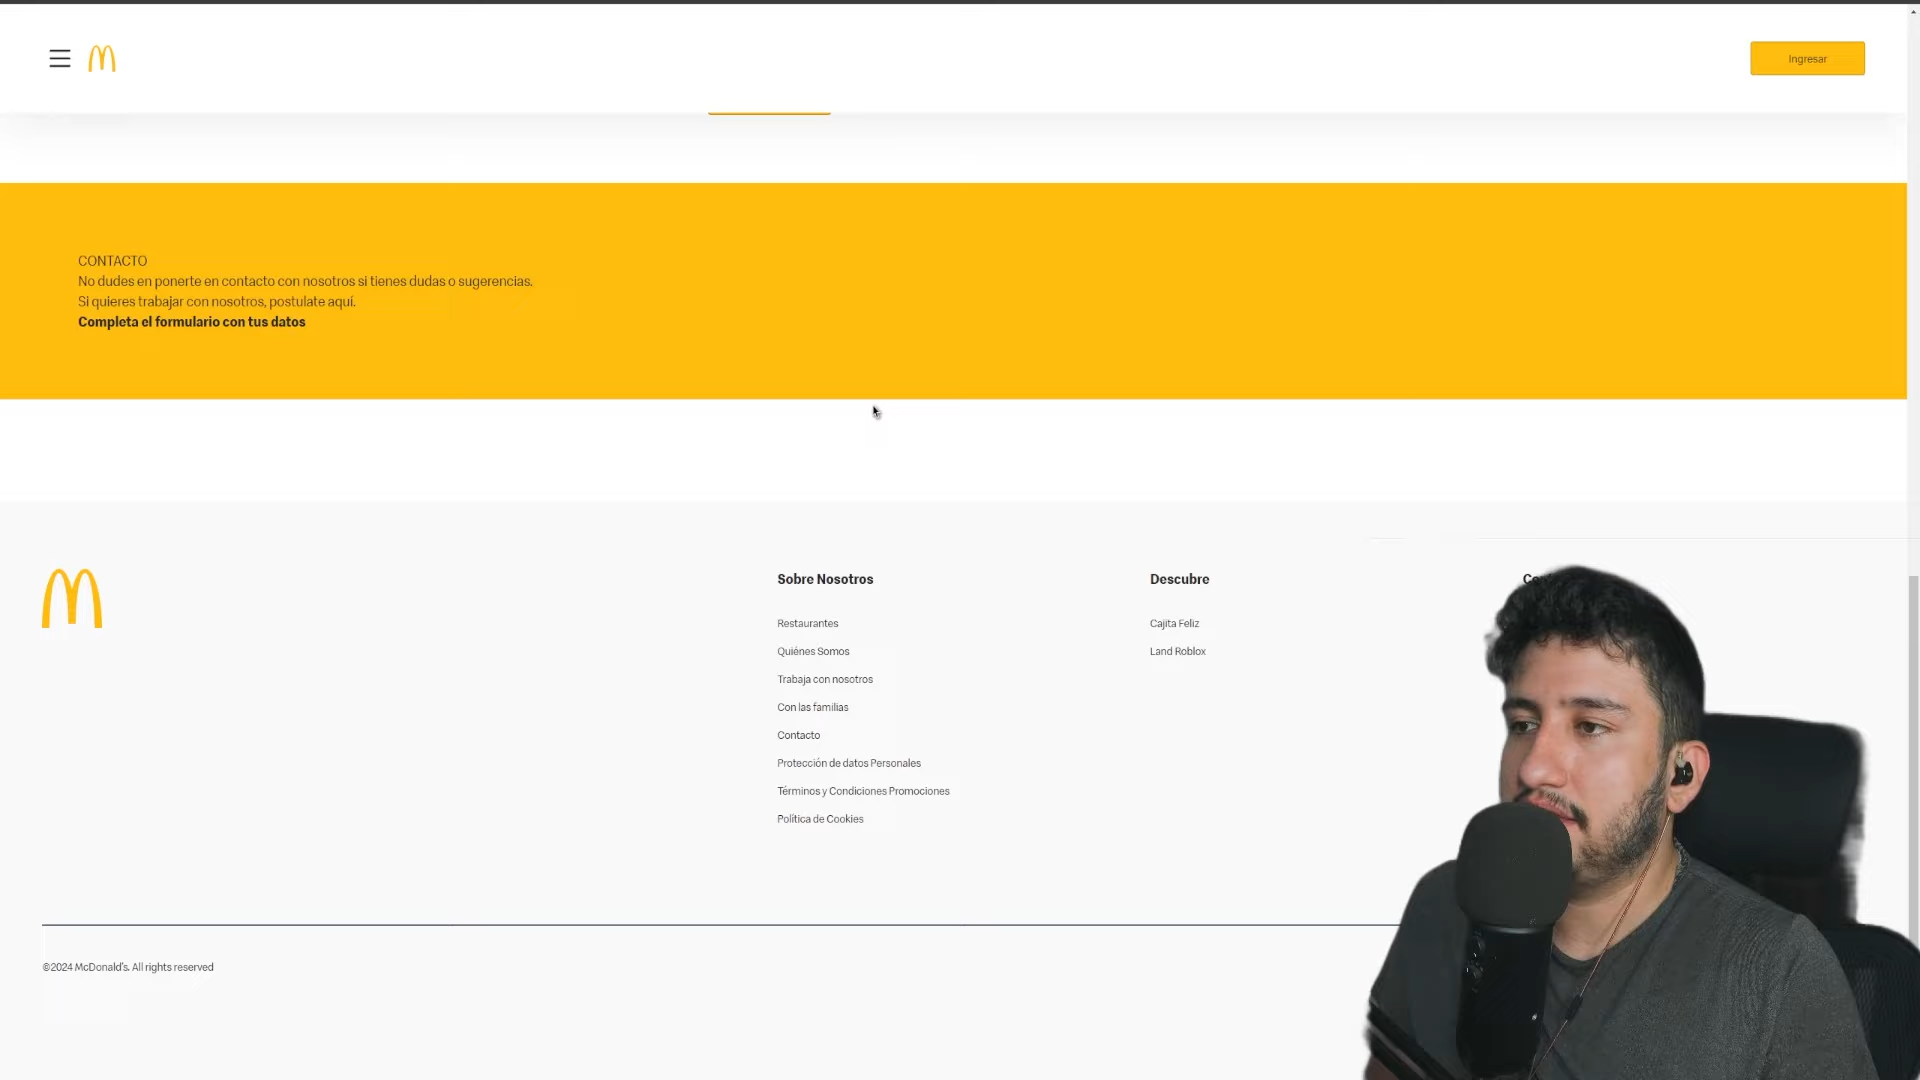 Ingresar
CONTACTO
No dudes en ponerte en contacto con nosotros si tienes dudas o sugerencias.
Si quieres trabajar con nosotros, postulate aquí.
Completa el formulario con tus datos
Sobre Nosotros
Restaurantes
Quiénes Somos
Trabaja con nosotros
Con las familias
Contacto
Protección de datos Personales
Términos y Condiciones Promociones
Política de Cookies
Descubre
Cajita Feliz
Land Roblox
©2024 McDonald's. All rights reserved